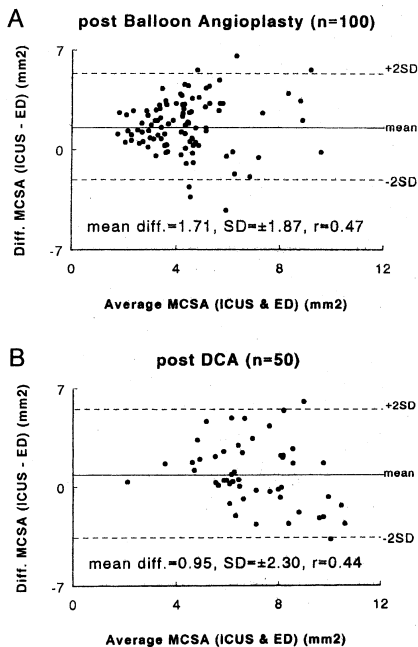 A
post Balloon Angioplasty (n=100)
7
+2SD
mean
0
-2SD
mean diff.=1.71, SD=±1.87, r=0.47
-7
0 4 8 12
Diff. MCSA (ICUS - ED) (mm2)
Average MCSA (ICUS & ED) (mm2)
B
post DCA (n=50)
7
+2SD
mean
0
-2SD
mean diff.=0.95, SD=±2.30, r=0.44
-7
0 4 8 12
Diff. MCSA (ICUS - ED) (mm2)
Average MCSA (ICUS & ED) (mm2)